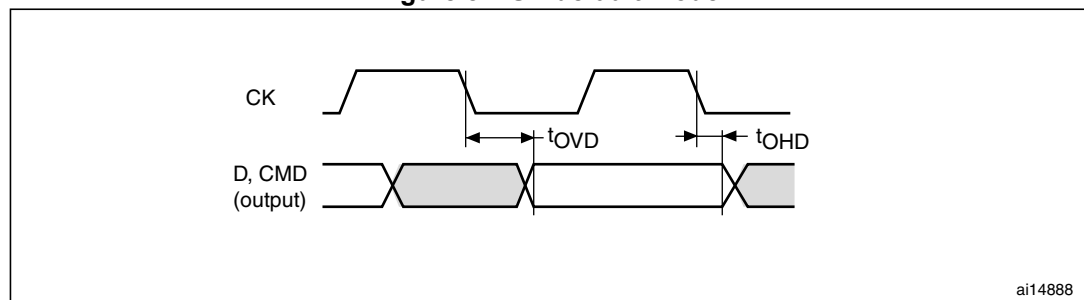 CK
tOVD
tOHD
D, CMD
(output)
ai14888